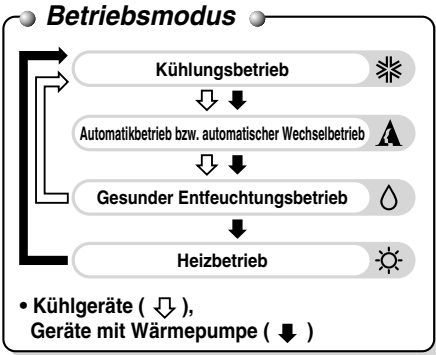 Betriebsmodus
Kühlungsbetrieb
Automatikbetrieb bzw. automatischer Wechselbetrieb
Gesunder Entfeuchtungsbetrieb
Heizbetrieb
• Kühlgeräte ( ⇩ ),
Geräte mit Wärmepumpe ( 🡇 )